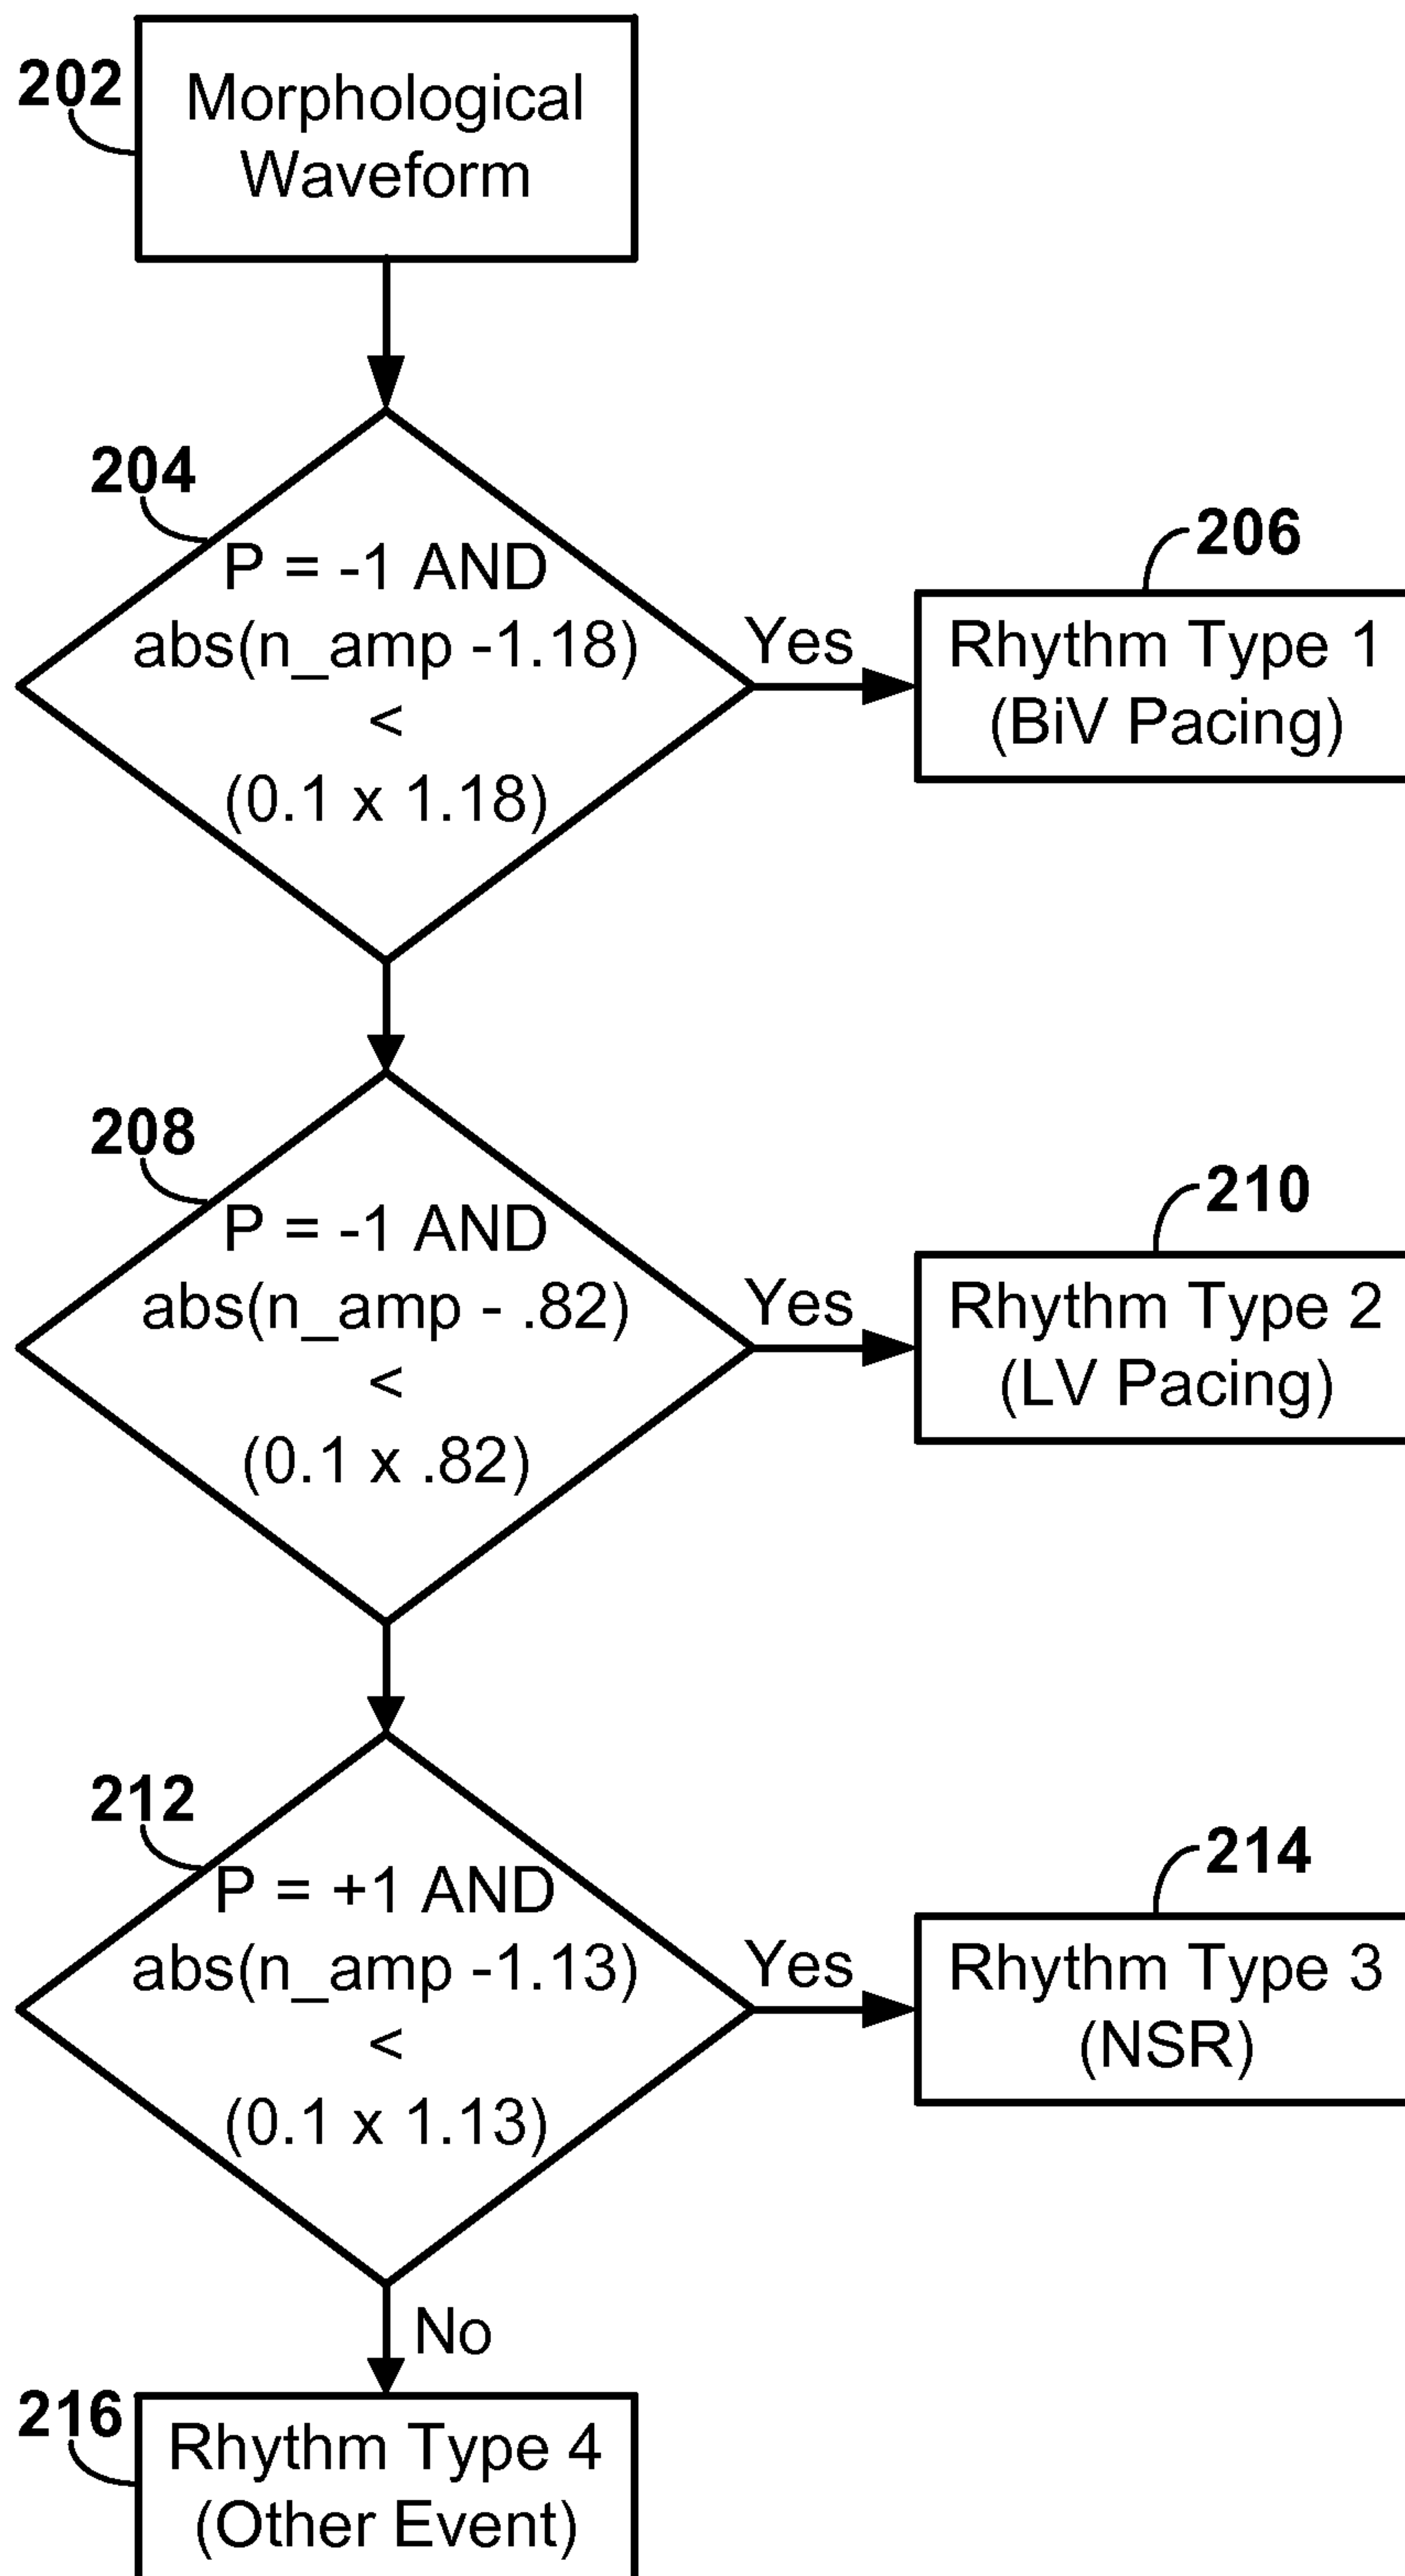 202
Morphological
Waveform
204
P = -1 AND
abs(n_amp -1.18)
<
(0.1 x 1.18)
Yes
206
Rhythm Type 1
(BiV Pacing)
208
P = -1 AND
abs(n_amp - .82)
<
(0.1 x .82)
Yes
210
Rhythm Type 2
(LV Pacing)
212
P = +1 AND
abs(n_amp -1.13)
<
(0.1 x 1.13)
Yes
214
Rhythm Type 3
(NSR)
No
216
Rhythm Type 4
(Other Event)